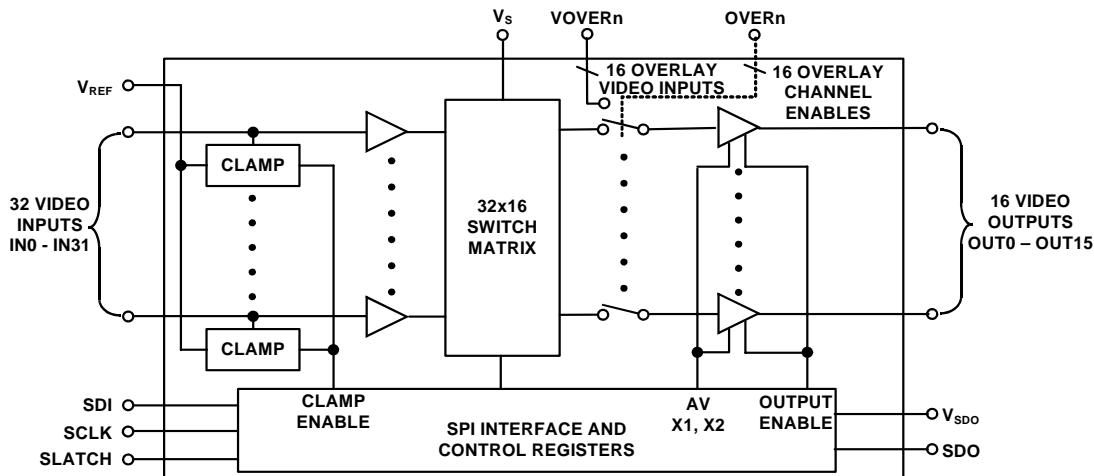 VS
VOVERn
OVERn
16 OVERLAY
VIDEO INPUTS
16 OVERLAY
CHANNEL
ENABLES
VREF
CLAMP
32 VIDEO
INPUTS
IN0 - IN31
32x16
SWITCH
MATRIX
16 VIDEO
OUTPUTS
OUT0 – OUT15
CLAMP
SDI
SCLK
SLATCH
CLAMP
ENABLE
SPI INTERFACE AND
CONTROL REGISTERS
AV
X1, X2
OUTPUT
ENABLE
VSDO
SDO